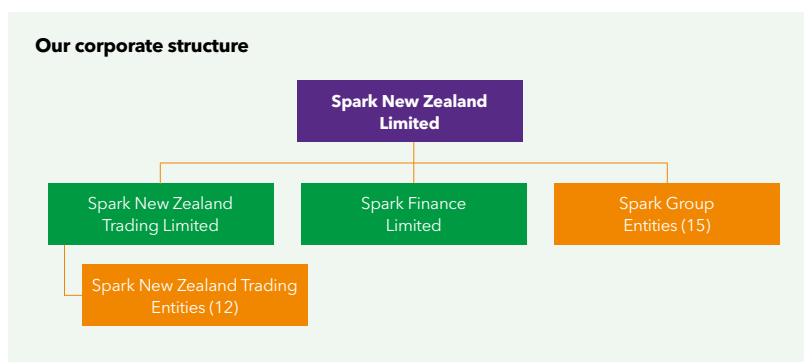 Our corporate structure
Spark New Zealand
Limited
Spark New Zealand
Trading Limited
Spark Finance
Limited
Spark Group
Entities (15)
Spark New Zealand Trading
Entities (12)